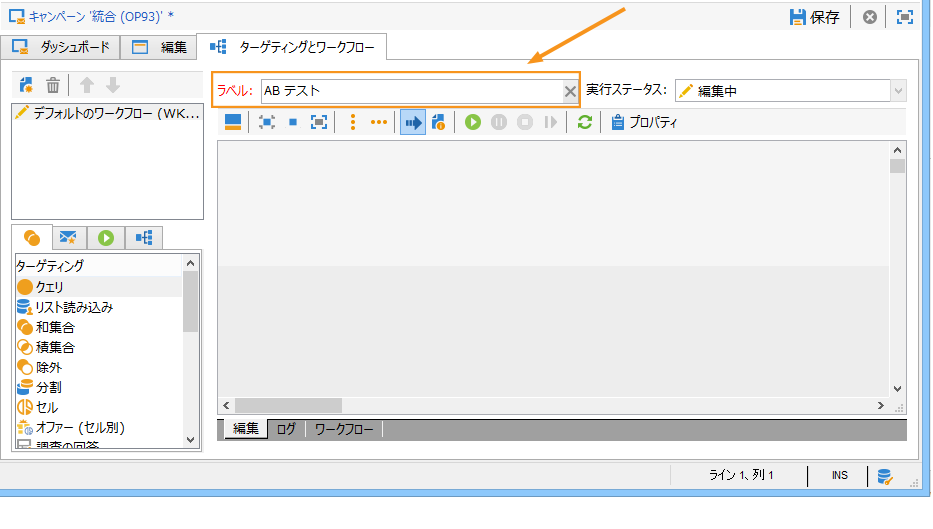 キャンペーン '統合 (OP93)' *
保存
ダッシュボード
編集
ターゲティングとワークフロー
ラベル:
AB テスト
実行ステータス:
編集中
デフォルトのワークフロー (WK...
プロパティ
ターゲティング
クエリ
リスト読み込み
和集合
積集合
除外
分割
セル
オファー (セル別)
調査の回答
編集
ログ
ワークフロー
ライン 1、列 1
INS